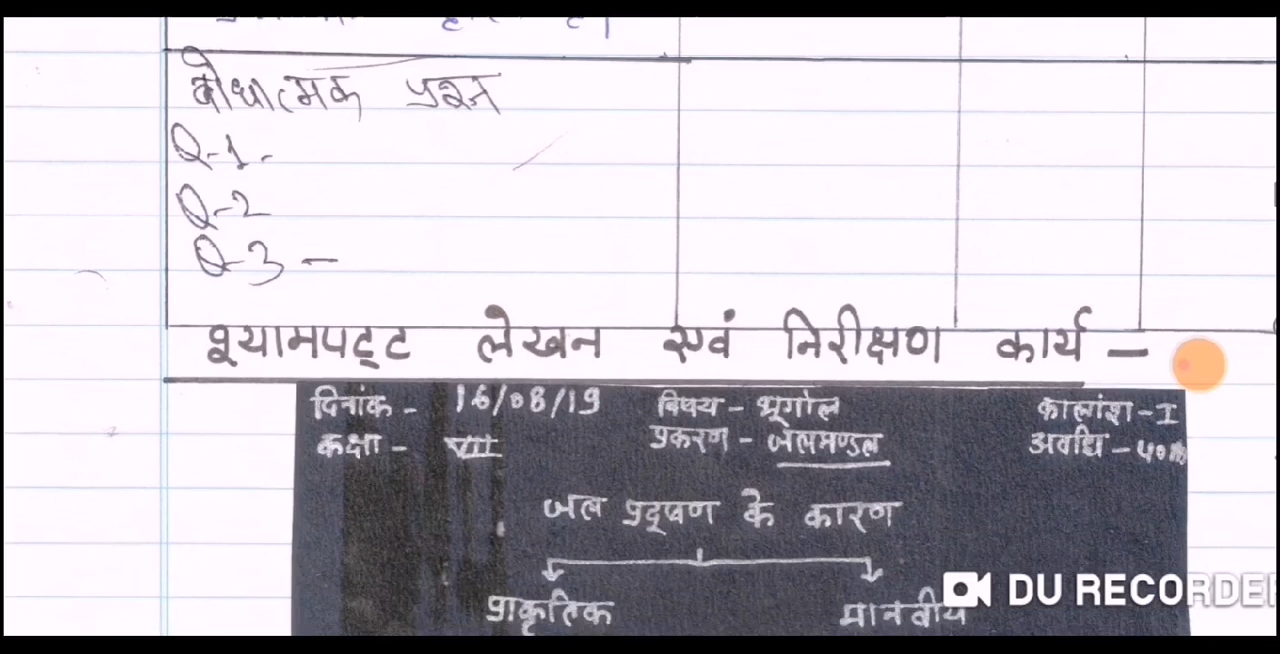 बोधात्मक प्रश्न
Q-1-
Q-2
Q-3 -
श्यामपट्ट लेखन एवं निरीक्षण कार्य -
दिनांक - 16/08/19 विषय - भूगोल कालांश - I
कक्षा - VII प्रकरण - जलमण्डल अवधि - 40m
जल प्रदूषण के कारण
प्राकृतिक मानवीय
DU RECORDER